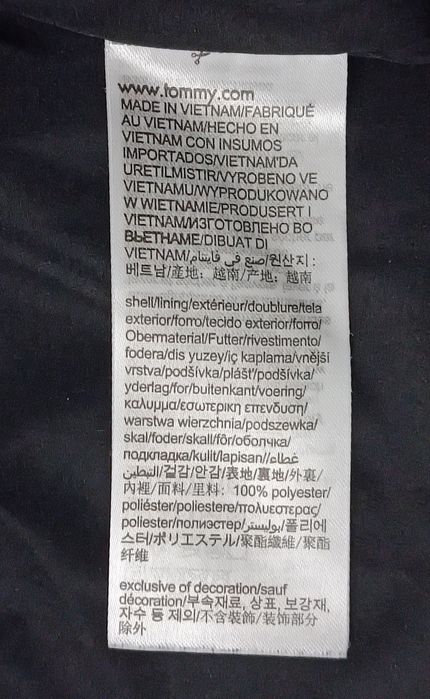 www.tommy.com
MADE IN VIETNAM/FABRIQUÉ
AU VIETNAM/HECHO EN
VIETNAM CON INSUMOS
IMPORTADOS/VIETNAM'DA
URETILMISTIR/VYROBENO VE
VIETNAMU/WYPRODUKOWANO
W WIETNAMIE/PRODUSERT I
VIETNAM/ИЗГОТОВЛЕНО ВО
ВЬЕТНАМЕ/DIBUAT DI
VIETNAM/صنع في فايتنام/원산지 :
베트남/產地：越南/产地：越南
shell/lining/extérieur/doublure/tela
exterior/forro/tecido exterior/forro/
Obermaterial/Futter/rivestimento/
fodera/dis yuzey/iç kaplama/vnější
vrstva/podšívka/plášť/podšívka/
yderlag/for/buitenkant/voering/
καλυμμα/εσωτερικη επενδυση/
warstwa wierzchnia/podszewka/
skal/foder/skall/fôr/оболчка/
подкладка/kulit/lapisan//غطاء
التبطين/겉감/안감/表地/裏地/外裏/
內裡/面料/里料: 100% polyester/
poliéster/poliestere/πολυεστερας/
poliester/полиэстер/بوليستر/폴리에
스터/ポリエステル/聚酯纖維/聚酯
纤维
exclusive of decoration/sauf
décoration/부속재료, 상표, 보강재,
자수 등 제외/不含裝飾/装饰部分
除外